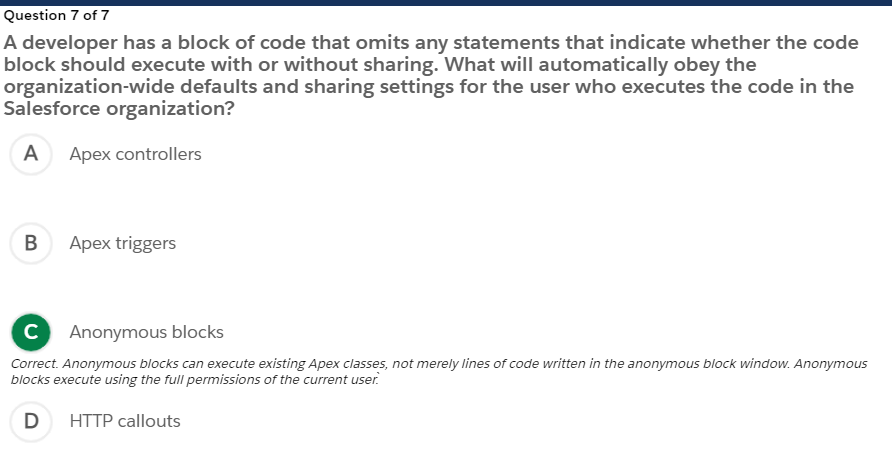 Question 7 of 7
A developer has a block of code that omits any statements that indicate whether the code
block should execute with or without sharing. What will automatically obey the
organization-wide defaults and sharing settings for the user who executes the code in the
Salesforce organization?
A Apex controllers
B Apex triggers
C Anonymous blocks
Correct. Anonymous blocks can execute existing Apex classes, not merely lines of code written in the anonymous block window. Anonymous
blocks execute using the full permissions of the current user.
D HTTP callouts